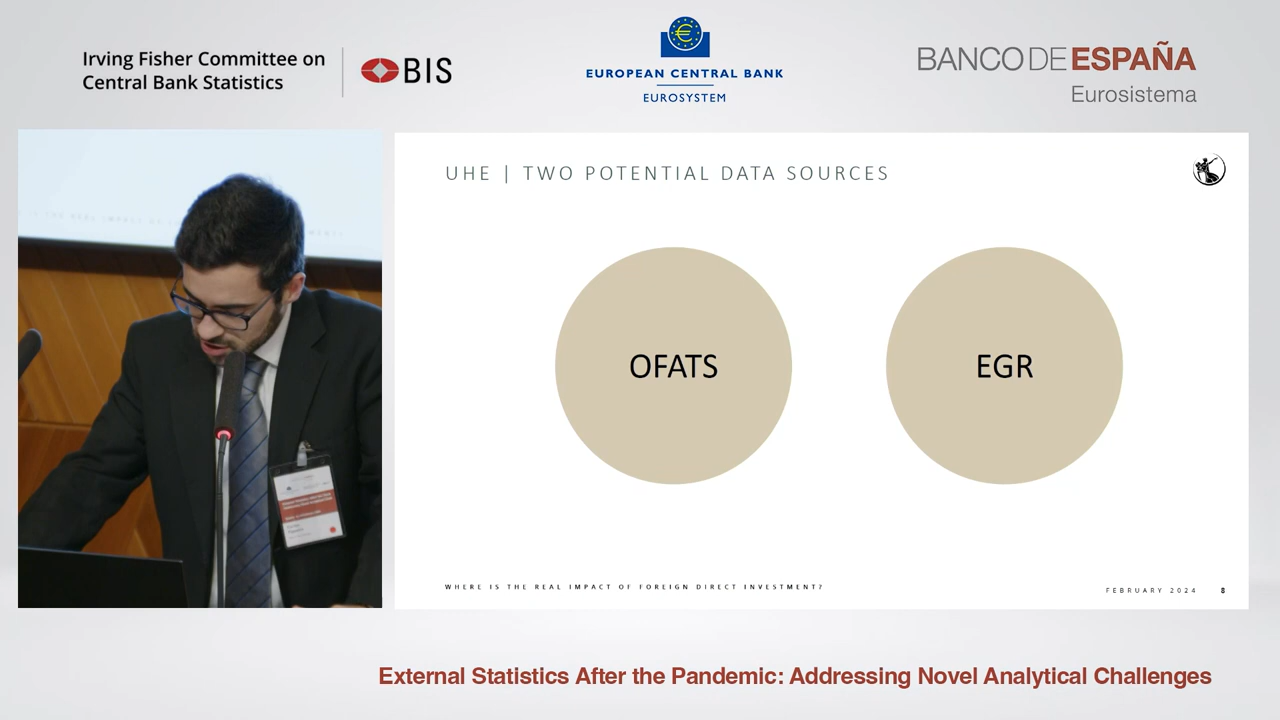 Irving Fisher Committee on
Central Bank Statistics
BIS
EUROPEAN CENTRAL BANK
EUROSYSTEM
BANCO DE ESPAÑA
Eurosistema
UHE | TWO POTENTIAL DATA SOURCES
OFATS
EGR
WHERE IS THE REAL IMPACT OF FOREIGN DIRECT INVESTMENT?
FEBRUARY 2024
8
External Statistics After the Pandemic: Addressing Novel Analytical Challenges